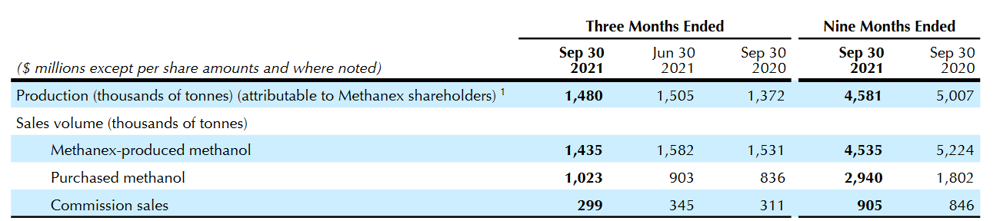 Three Months Ended Nine Months Ended
Sep 30 Jun 30 Sep 30 Sep 30 Sep 30
($ millions except per share amounts and where noted) 2021 2021 2020 2021 2020
Production (thousands of tonnes) (attributable to Methanex shareholders) 1 1,480 1,505 1,372 4,581 5,007
Sales volume (thousands of tonnes)
Methanex-produced methanol 1,435 1,582 1,531 4,535 5,224
Purchased methanol 1,023 903 836 2,940 1,802
Commission sales 299 345 311 905 846